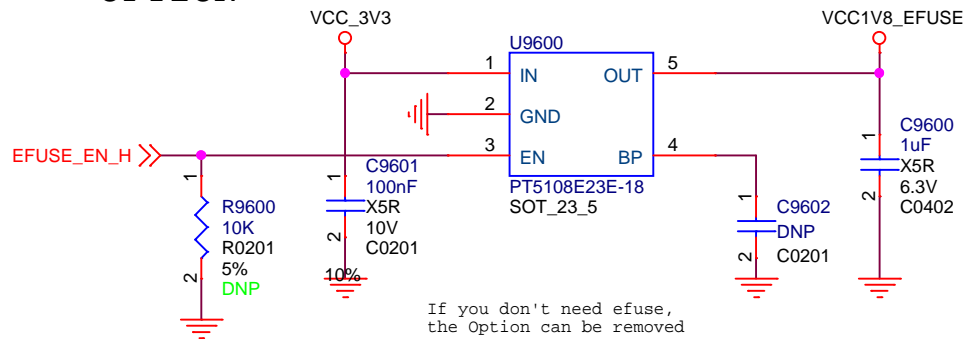 VCC_3V3
VCC1V8_EFUSE
U9600
1 IN OUT 5
2 GND
EFUSE_EN_H 3 EN BP 4
PT5108E23E-18
SOT_23_5
1
R9600
10K
R0201
5%
DNP
2
1
C9601
100nF
X5R
10V
C0201
2
10%
1
C9602
DNP
C0201
2
1
C9600
1uF
X5R
6.3V
C0402
2
If you don't need efuse,
the Option can be removed